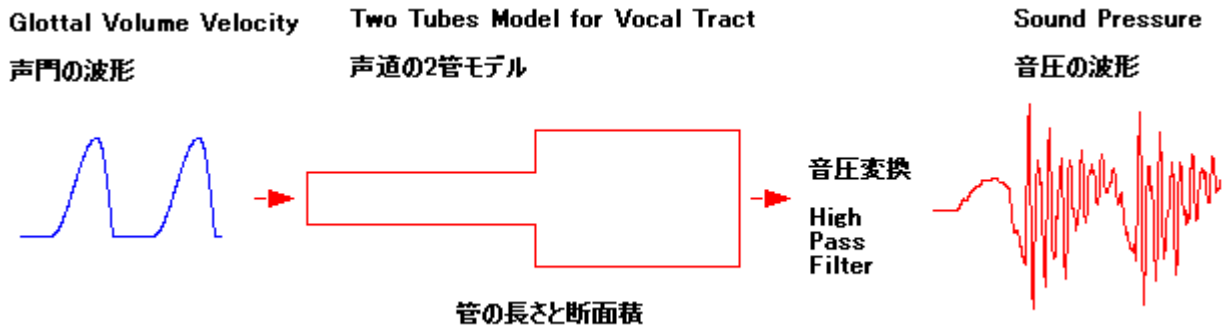 Glottal Volume Velocity
声門の波形
Two Tubes Model for Vocal Tract
声道の2管モデル
Sound Pressure
音圧の波形
音圧変換
High
Pass
Filter
管の長さと断面積